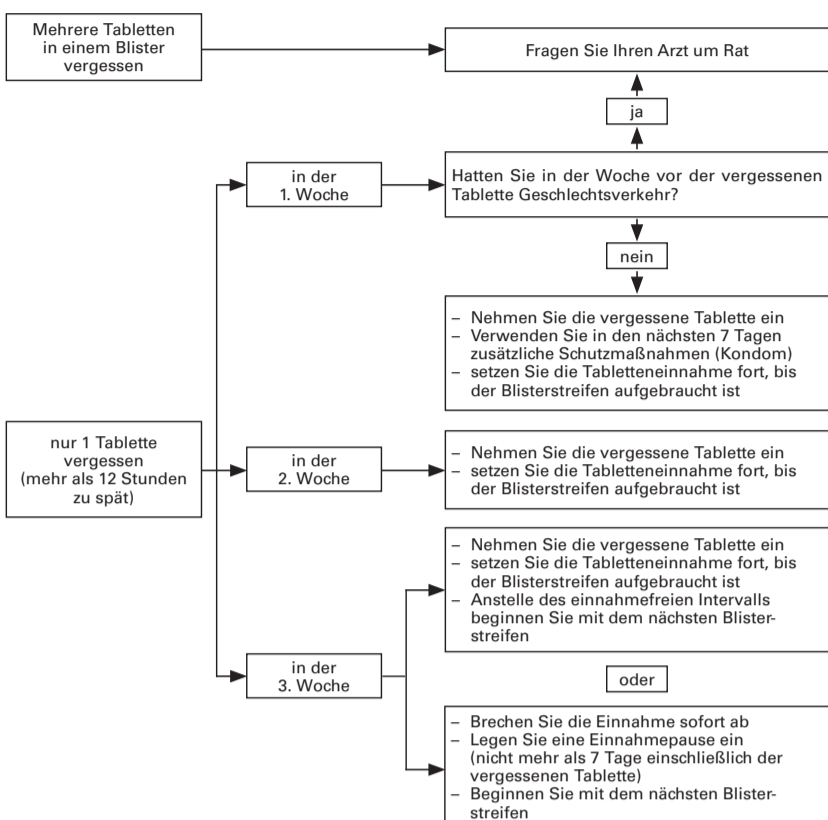 Mehrere Tabletten
in einem Blister
vergessen
Fragen Sie Ihren Arzt um Rat
ja
in der
1. Woche
Hatten Sie in der Woche vor der vergessenen
Tablette Geschlechtsverkehr?
nein
– Nehmen Sie die vergessene Tablette ein
– Verwenden Sie in den nächsten 7 Tagen
zusätzliche Schutzmaßnahmen (Kondom)
– setzen Sie die Tabletteneinnahme fort, bis
der Blisterstreifen aufgebraucht ist
nur 1 Tablette
vergessen
(mehr als 12 Stunden
zu spät)
in der
2. Woche
– Nehmen Sie die vergessene Tablette ein
– setzen Sie die Tabletteneinnahme fort, bis
der Blisterstreifen aufgebraucht ist
– Nehmen Sie die vergessene Tablette ein
– setzen Sie die Tabletteneinnahme fort, bis
der Blisterstreifen aufgebraucht ist
– Anstelle des einnahmefreien Intervalls
beginnen Sie mit dem nächsten Blister-
streifen
in der
3. Woche
oder
– Brechen Sie die Einnahme sofort ab
– Legen Sie eine Einnahmepause ein
(nicht mehr als 7 Tage einschließlich der
vergessenen Tablette)
– Beginnen Sie mit dem nächsten Blister-
streifen